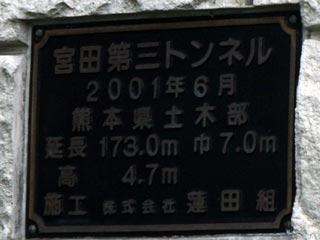 宮田第三トンネル
2001年6月
熊本県土木部
延長 173.0m 巾 7.0m
高 4.7m
施工 株式会社 蓮田組